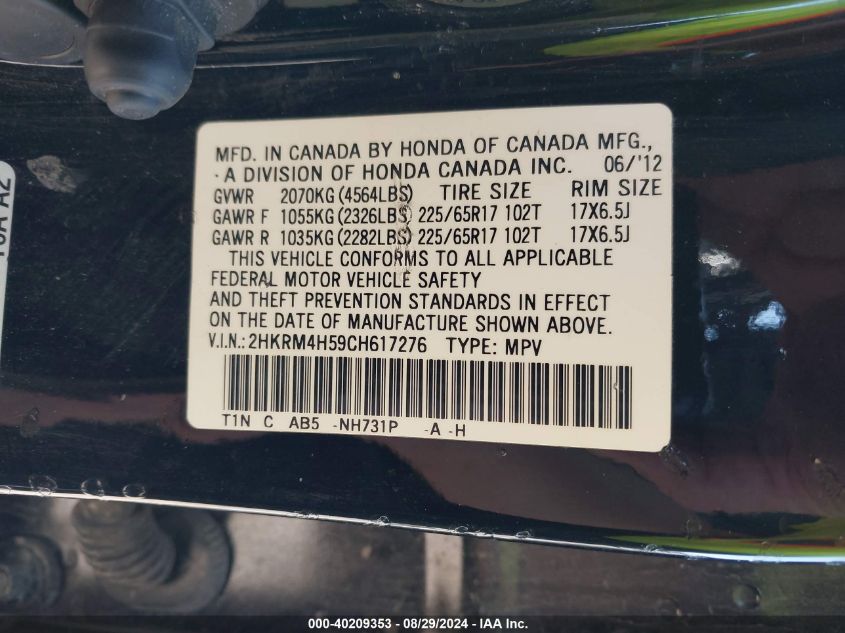 MFD. IN CANADA BY HONDA OF CANADA MFG.,
A DIVISION OF HONDA CANADA INC. 06/'12
GVWR 2070KG(4564LBS) TIRE SIZE RIM SIZE
GAWR F 1055KG(2326LBS) 225/65R17 102T 17X6.5J
GAWR R 1035KG(2282LBS) 225/65R17 102T 17X6.5J
THIS VEHICLE CONFORMS TO ALL APPLICABLE
FEDERAL MOTOR VEHICLE SAFETY
AND THEFT PREVENTION STANDARDS IN EFFECT
ON THE DATE OF MANUFACTURE SHOWN ABOVE.
V.I.N.: 2HKRM4H59CH617276 TYPE: MPV
T1N C AB5 -NH731P -A -H
000-40209353 - 08/29/2024 - IAA Inc.